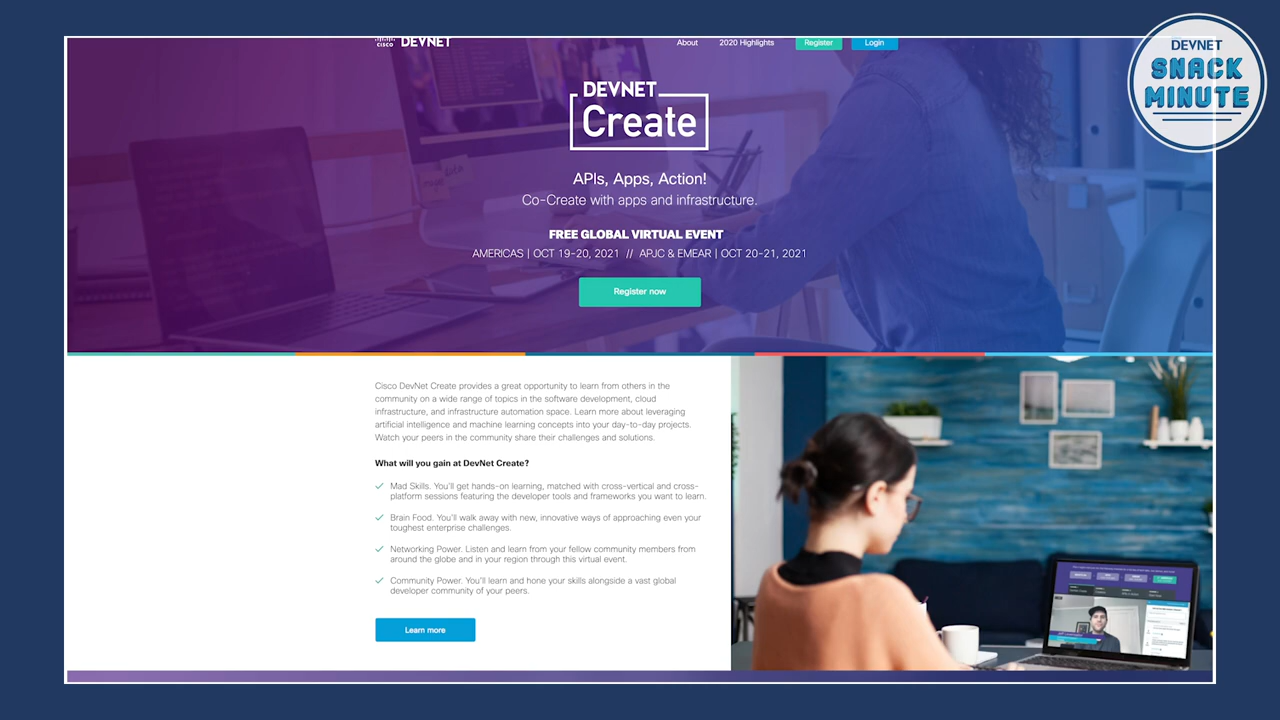 CISCO DEVNET
About 2020 Highlights Register Login
DEVNET
SNACK
MINUTE
DEVNET
Create
APIs, Apps, Action!
Co-Create with apps and infrastructure.
FREE GLOBAL VIRTUAL EVENT
AMERICAS | OCT 19-20, 2021 // APJC & EMEAR | OCT 20-21, 2021
Register now
Cisco DevNet Create provides a great opportunity to learn from others in the
community on a wide range of topics in the software development, cloud
infrastructure, and infrastructure automation space. Learn more about leveraging
artificial intelligence and machine learning concepts into your day-to-day projects.
Watch your peers in the community share their challenges and solutions.
What will you gain at DevNet Create?
Mad Skills. You'll get hands-on learning, matched with cross-vertical and cross-
platform sessions featuring the developer tools and frameworks you want to learn.
Brain Food. You'll walk away with new, innovative ways of approaching even your
toughest enterprise challenges.
Networking Power. Listen and learn from your fellow community members from
around the globe and in your region through this virtual event.
Community Power. You'll learn and hone your skills alongside a vast global
developer community of your peers.
Learn more